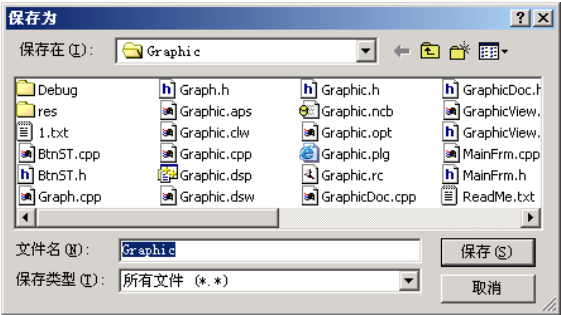 保存为
保存在(I): Graphic
Debug Graph.h Graphic.h GraphicDoc.h
res Graphic.aps Graphic.ncb GraphicView.
1.txt Graphic.clw Graphic.opt GraphicView.
BtnST.cpp Graphic.cpp Graphic.plg MainFrm.cpp
BtnST.h Graphic.dsp Graphic.rc MainFrm.h
Graph.cpp Graphic.dsw GraphicDoc.cpp ReadMe.txt
文件名(N): Graphic 保存(S)
保存类型(T): 所有文件 (*.*) 取消